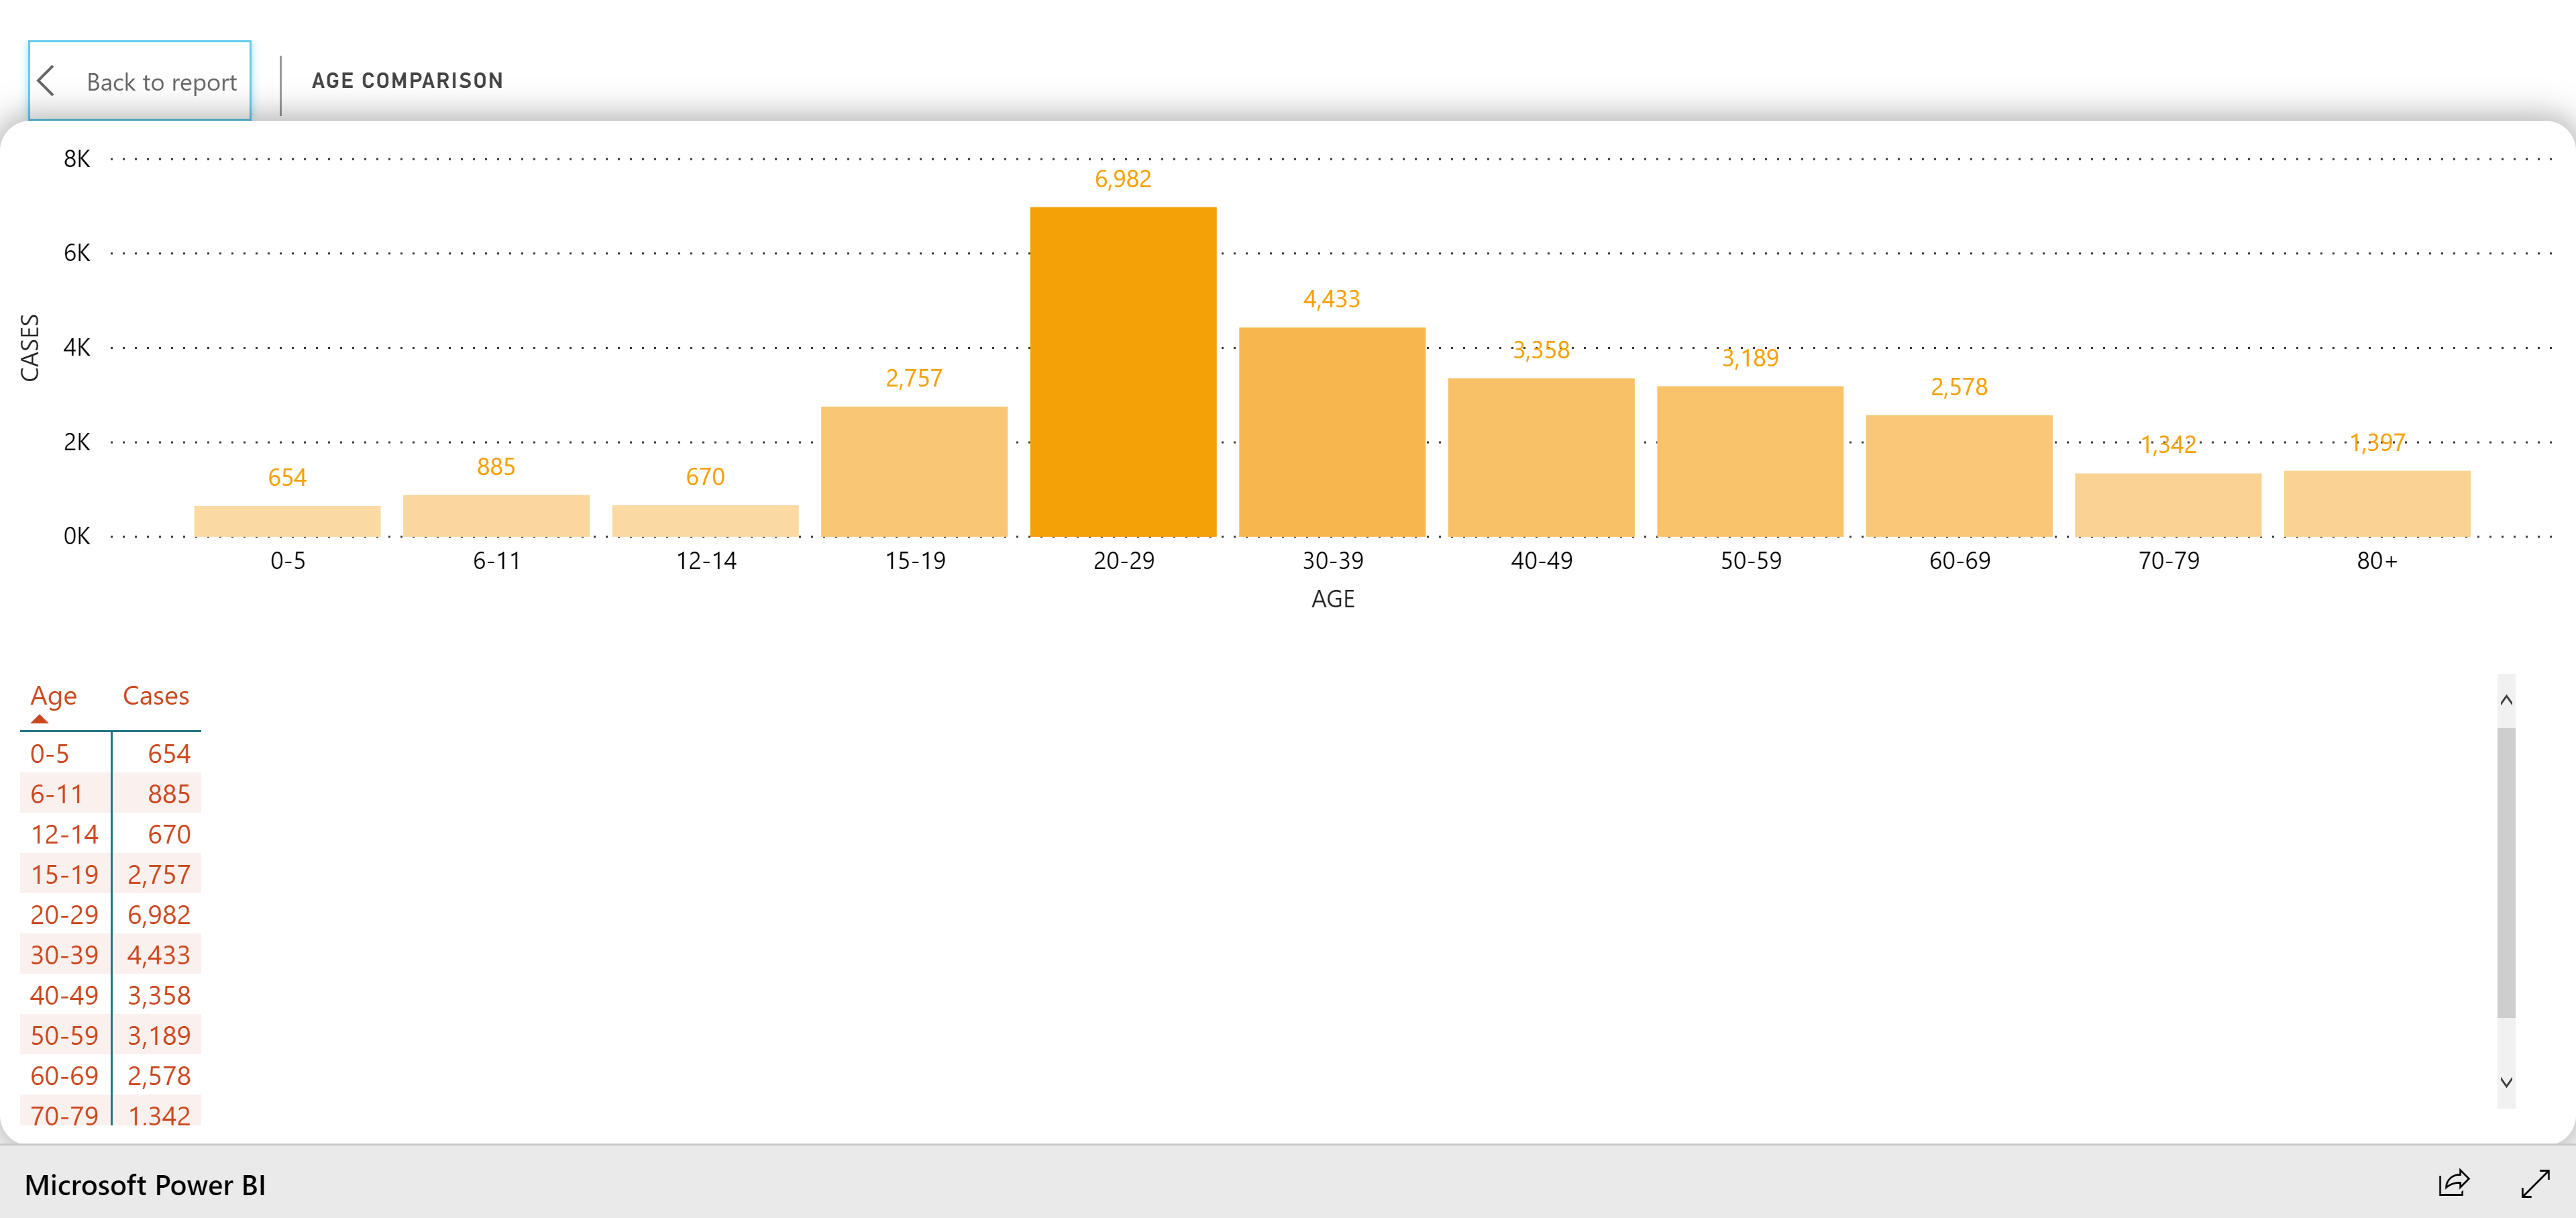 Back to report
AGE COMPARISON
8K
6K
4K
2K
0K
CASES
654
885
670
2,757
6,982
4,433
3,358
3,189
2,578
1,342
1,397
0-5
6-11
12-14
15-19
20-29
30-39
40-49
50-59
60-69
70-79
80+
AGE
Age Cases
0-5 654
6-11 885
12-14 670
15-19 2,757
20-29 6,982
30-39 4,433
40-49 3,358
50-59 3,189
60-69 2,578
70-79 1,342
Microsoft Power BI